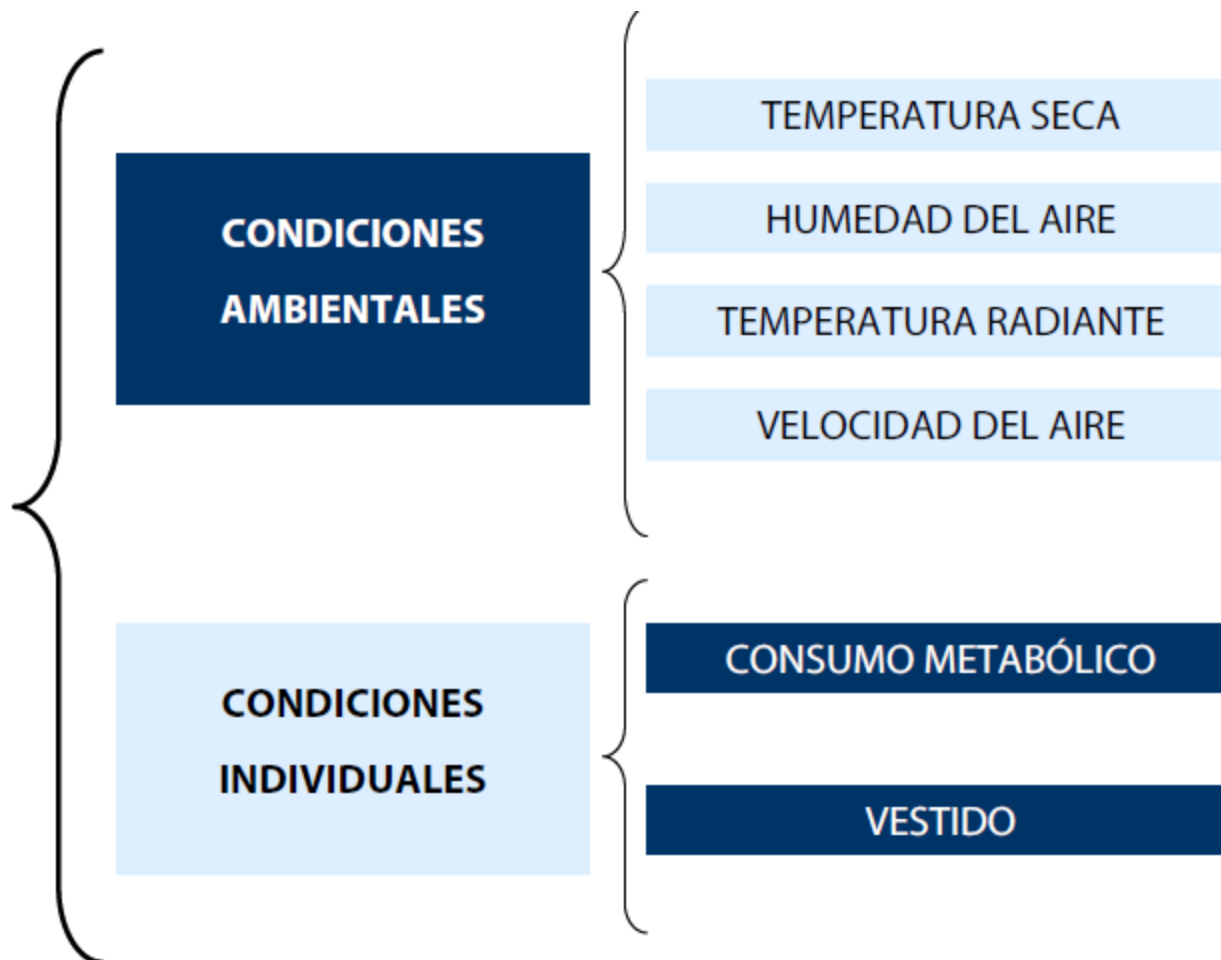 CONDICIONES
AMBIENTALES
TEMPERATURA SECA
HUMEDAD DEL AIRE
TEMPERATURA RADIANTE
VELOCIDAD DEL AIRE
CONDICIONES
INDIVIDUALES
CONSUMO METABÓLICO
VESTIDO